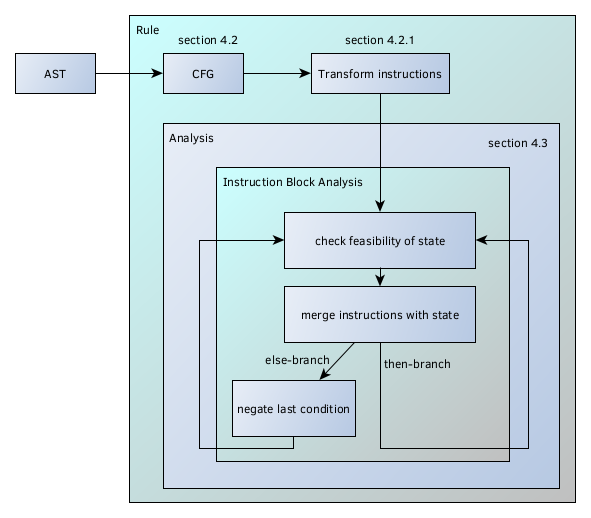 Rule
section 4.2
section 4.2.1
AST
CFG
Transform instructions
Analysis
section 4.3
Instruction Block Analysis
check feasibility of state
merge instructions with state
else-branch
then-branch
negate last condition